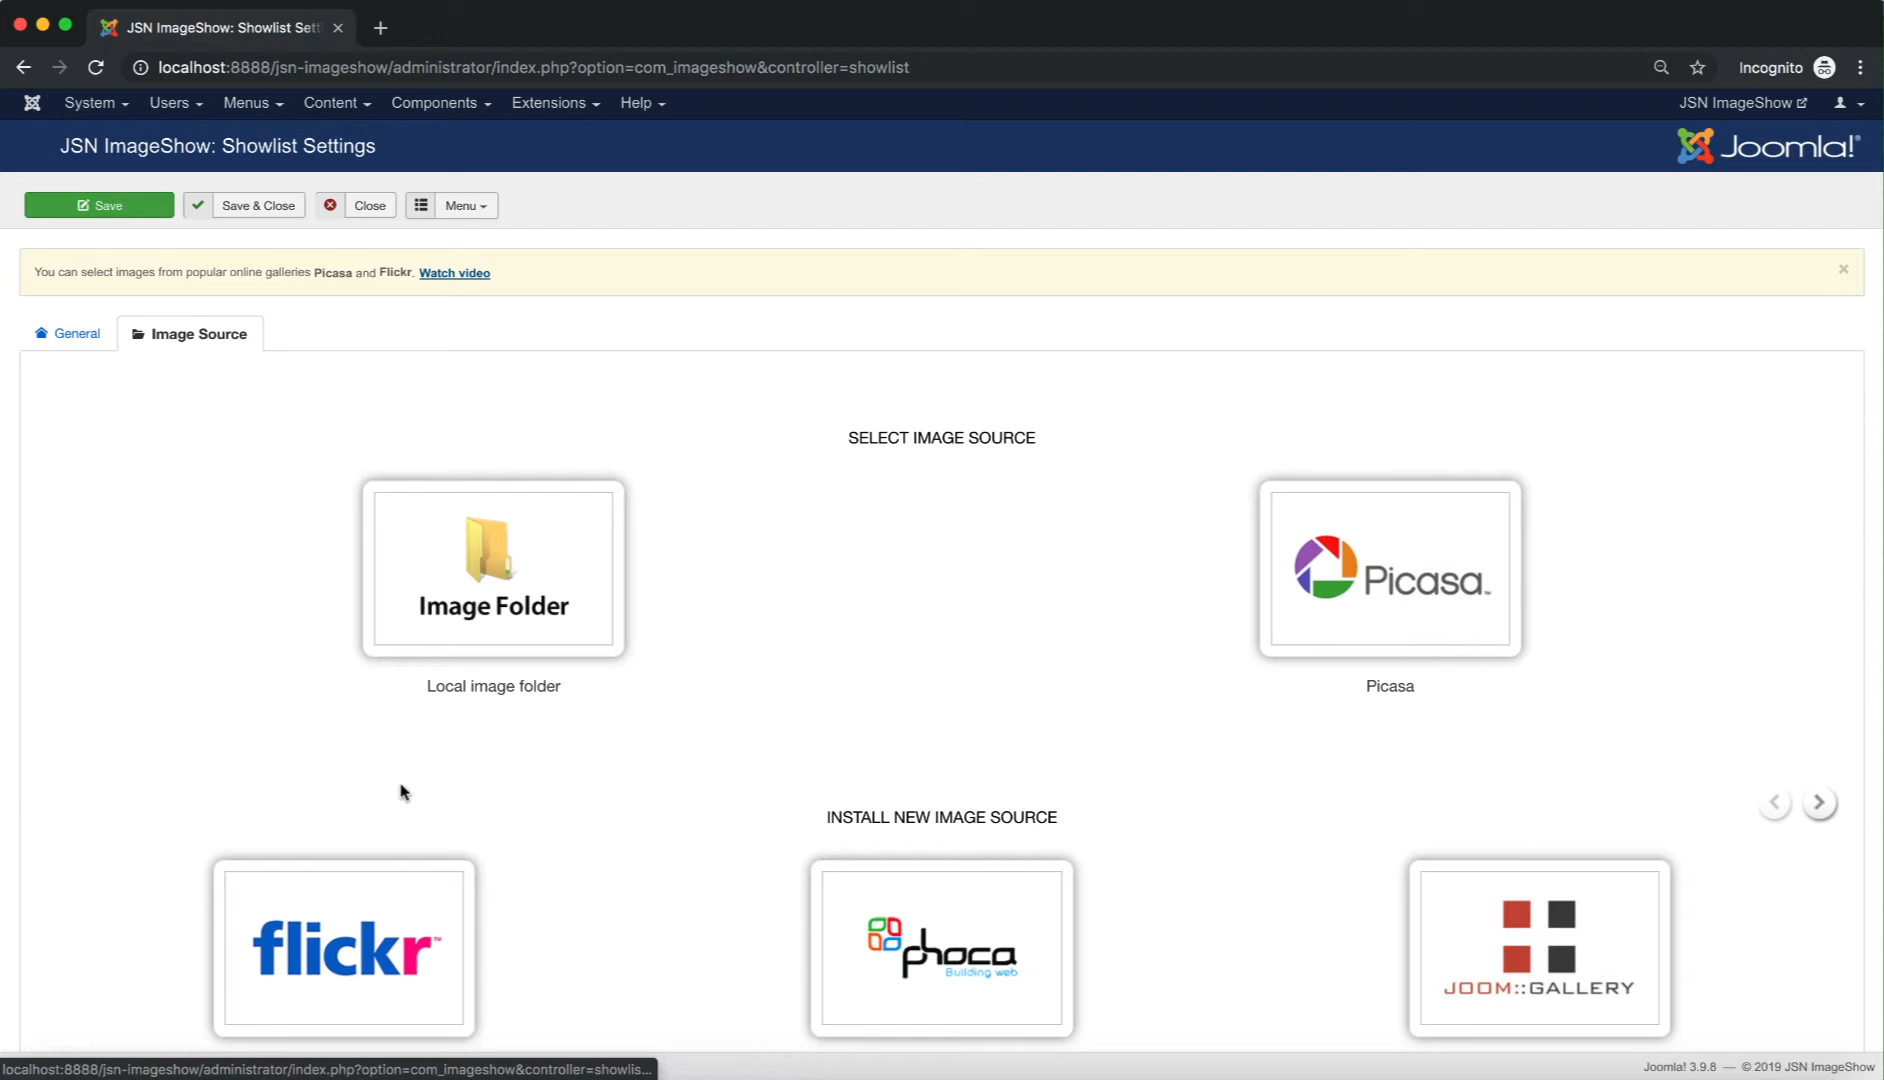 JSN ImageShow: Showlist Sett
localhost:8888/jsn-imageshow/administrator/index.php?option=com_imageshow&controller=showlist
Incognito
System Users Menus Content Components Extensions Help
JSN ImageShow
JSN ImageShow: Showlist Settings
Joomla!®
Save
Save & Close
Close
Menu
You can select images from popular online galleries Picasa and Flickr. Watch video
General
Image Source
SELECT IMAGE SOURCE
Image Folder
Picasa™
Local image folder
Picasa
INSTALL NEW IMAGE SOURCE
flickr™
phoca
Building web
JOOM::GALLERY
localhost:8888/jsn-imageshow/administrator/index.php?option=com_imageshow&controller=showlis...
Joomla! 3.9.8 — © 2019 JSN ImageShow